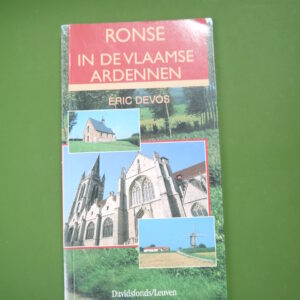 RONSE
IN DE VLAAMSE
ARDENNEN
ERIC DEVOS
Davidsfonds/Leuven